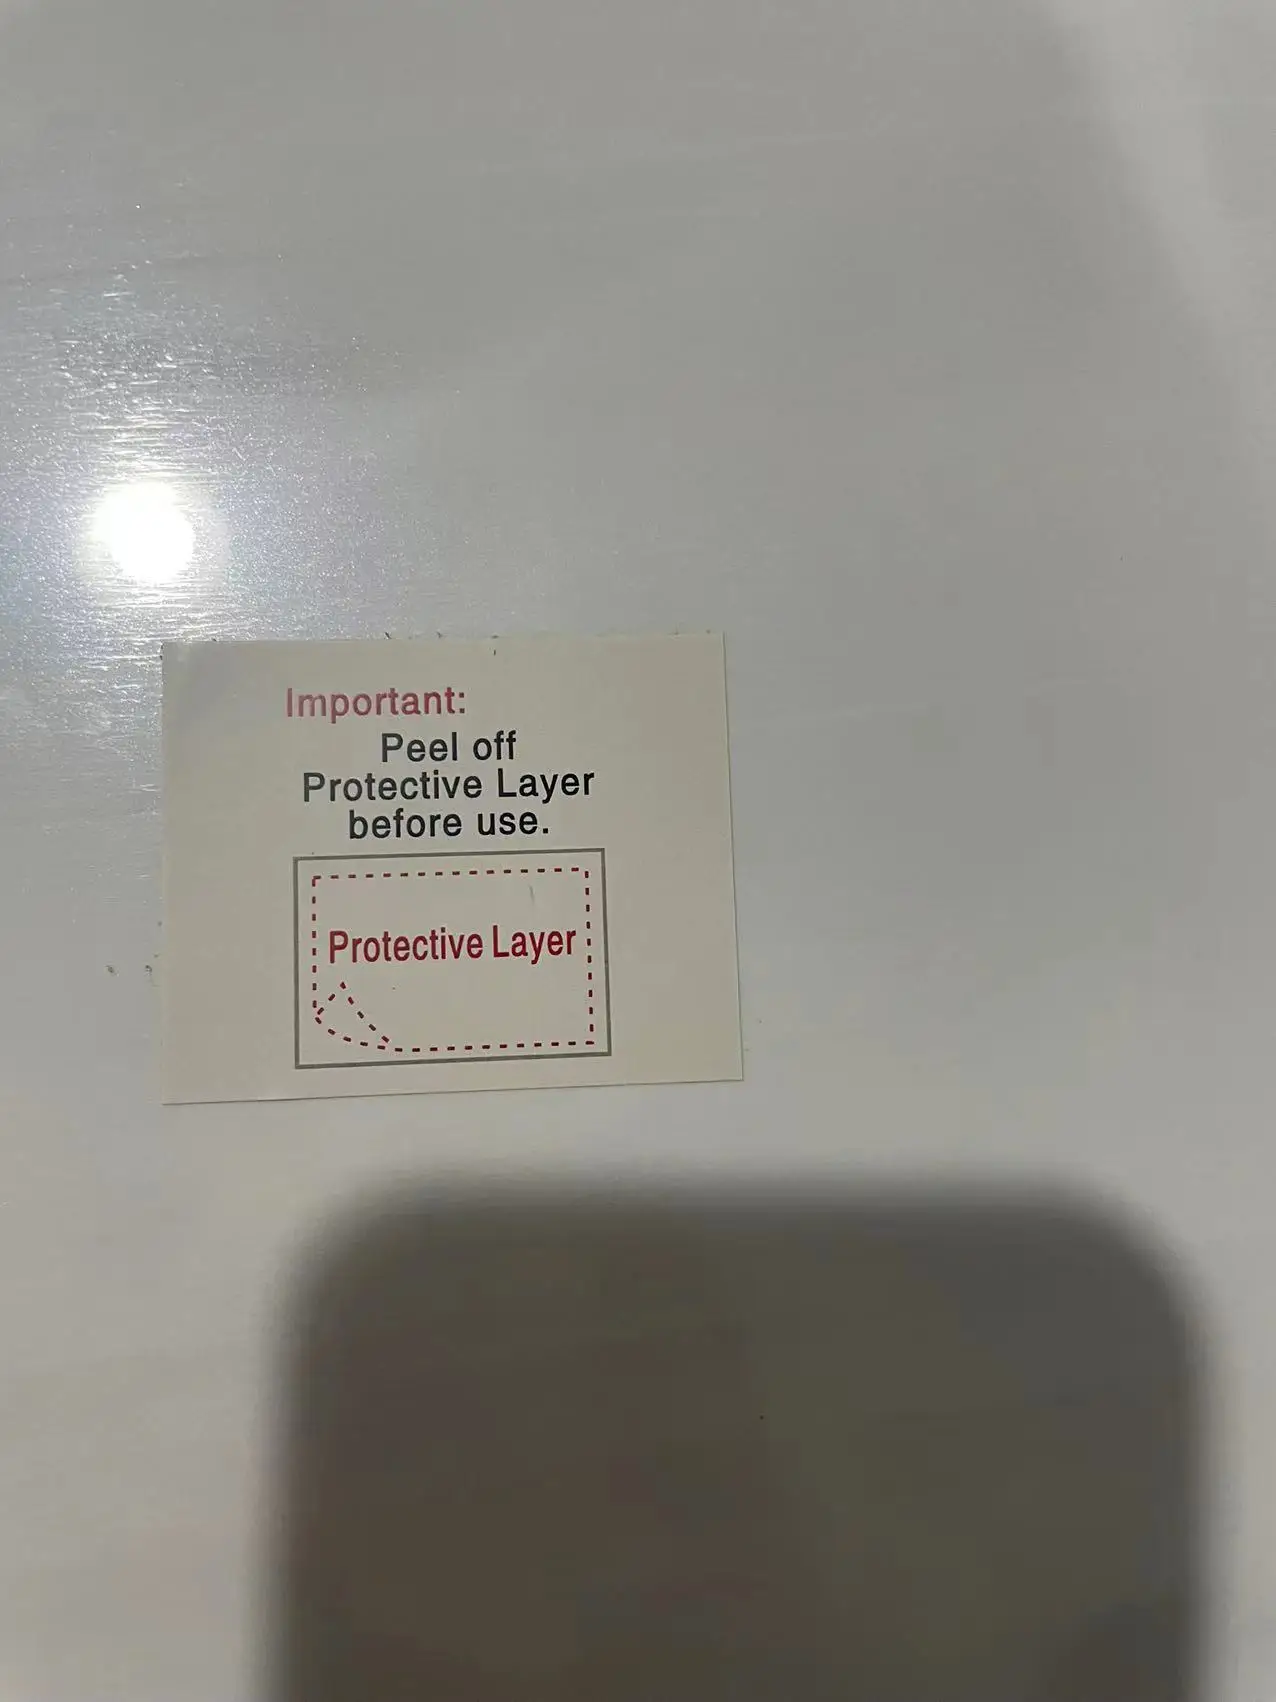 Important:
Peel off
Protective Layer
before use.
Protective Layer